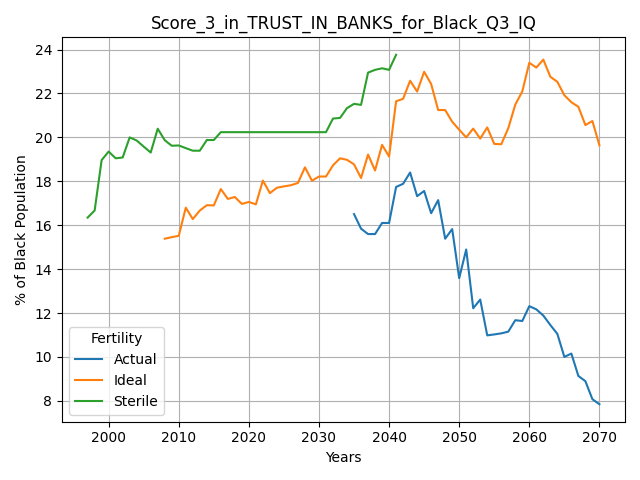 Score_3_in_TRUST_IN_BANKS_for_Black_Q3_IQ
% of Black Population
24
22
20
18
16
14
12
10
8
Fertility
Actual
Ideal
Sterile
2000 2010 2020 2030 2040 2050 2060 2070
Years